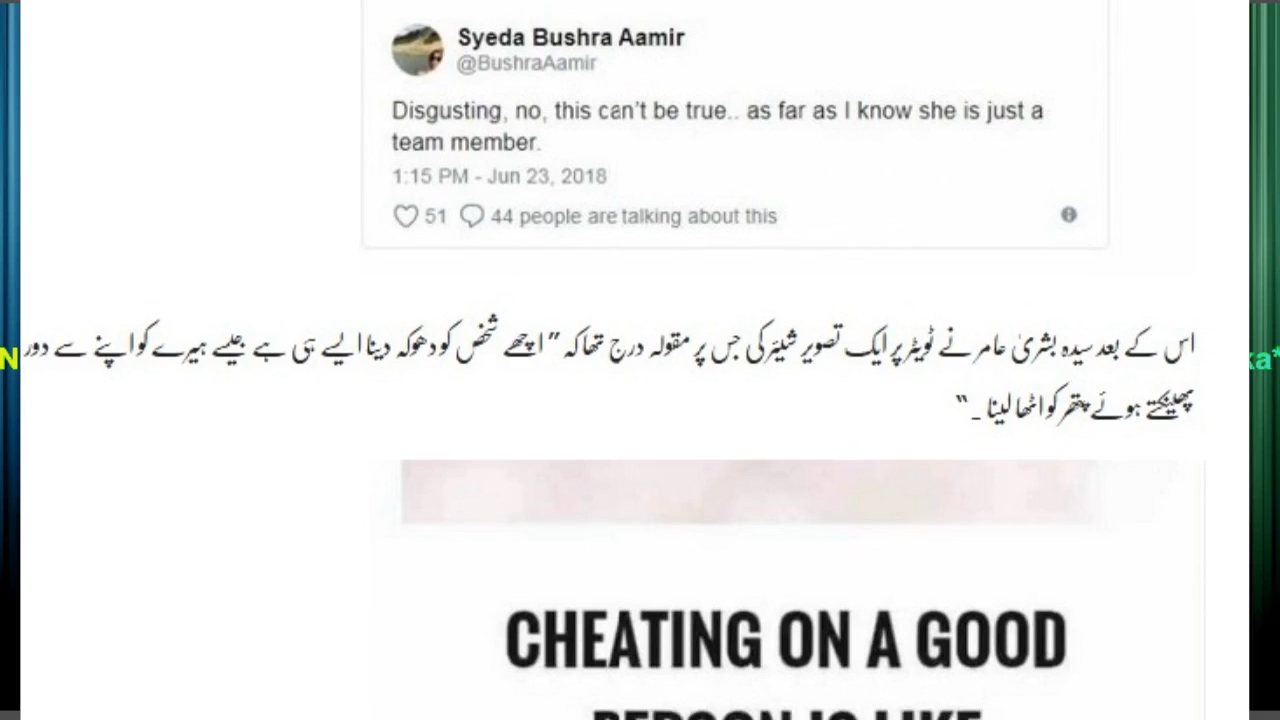 Syeda Bushra Aamir
@BushraAamir
Disgusting, no, this can't be true.. as far as I know she is just a
team member.
1:15 PM - Jun 23, 2018
51 44 people are talking about this
اس کے بعد سیدہ بشریٰ عامر نے ٹویٹر پر ایک تصویر شیئر کی جس پر مقولہ درج تھا کہ ”اچھے شخص کو دھوکہ دینا ایسے ہی ہے جیسے ہیرے کو اپنے سے دور
پھینکتے ہوئے پتھر کو اٹھا لینا ۔“
N
ka*
CHEATING ON A GOOD
PERSON IS LIKE